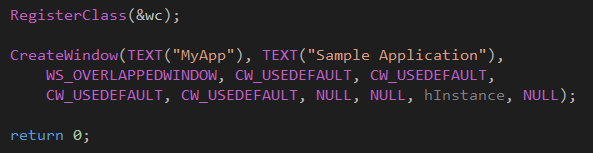 RegisterClass(&wc);
CreateWindow(TEXT("MyApp"), TEXT("Sample Application"),
WS_OVERLAPPEDWINDOW, CW_USEDEFAULT, CW_USEDEFAULT,
CW_USEDEFAULT, CW_USEDEFAULT, NULL, NULL, hInstance, NULL);
return 0;